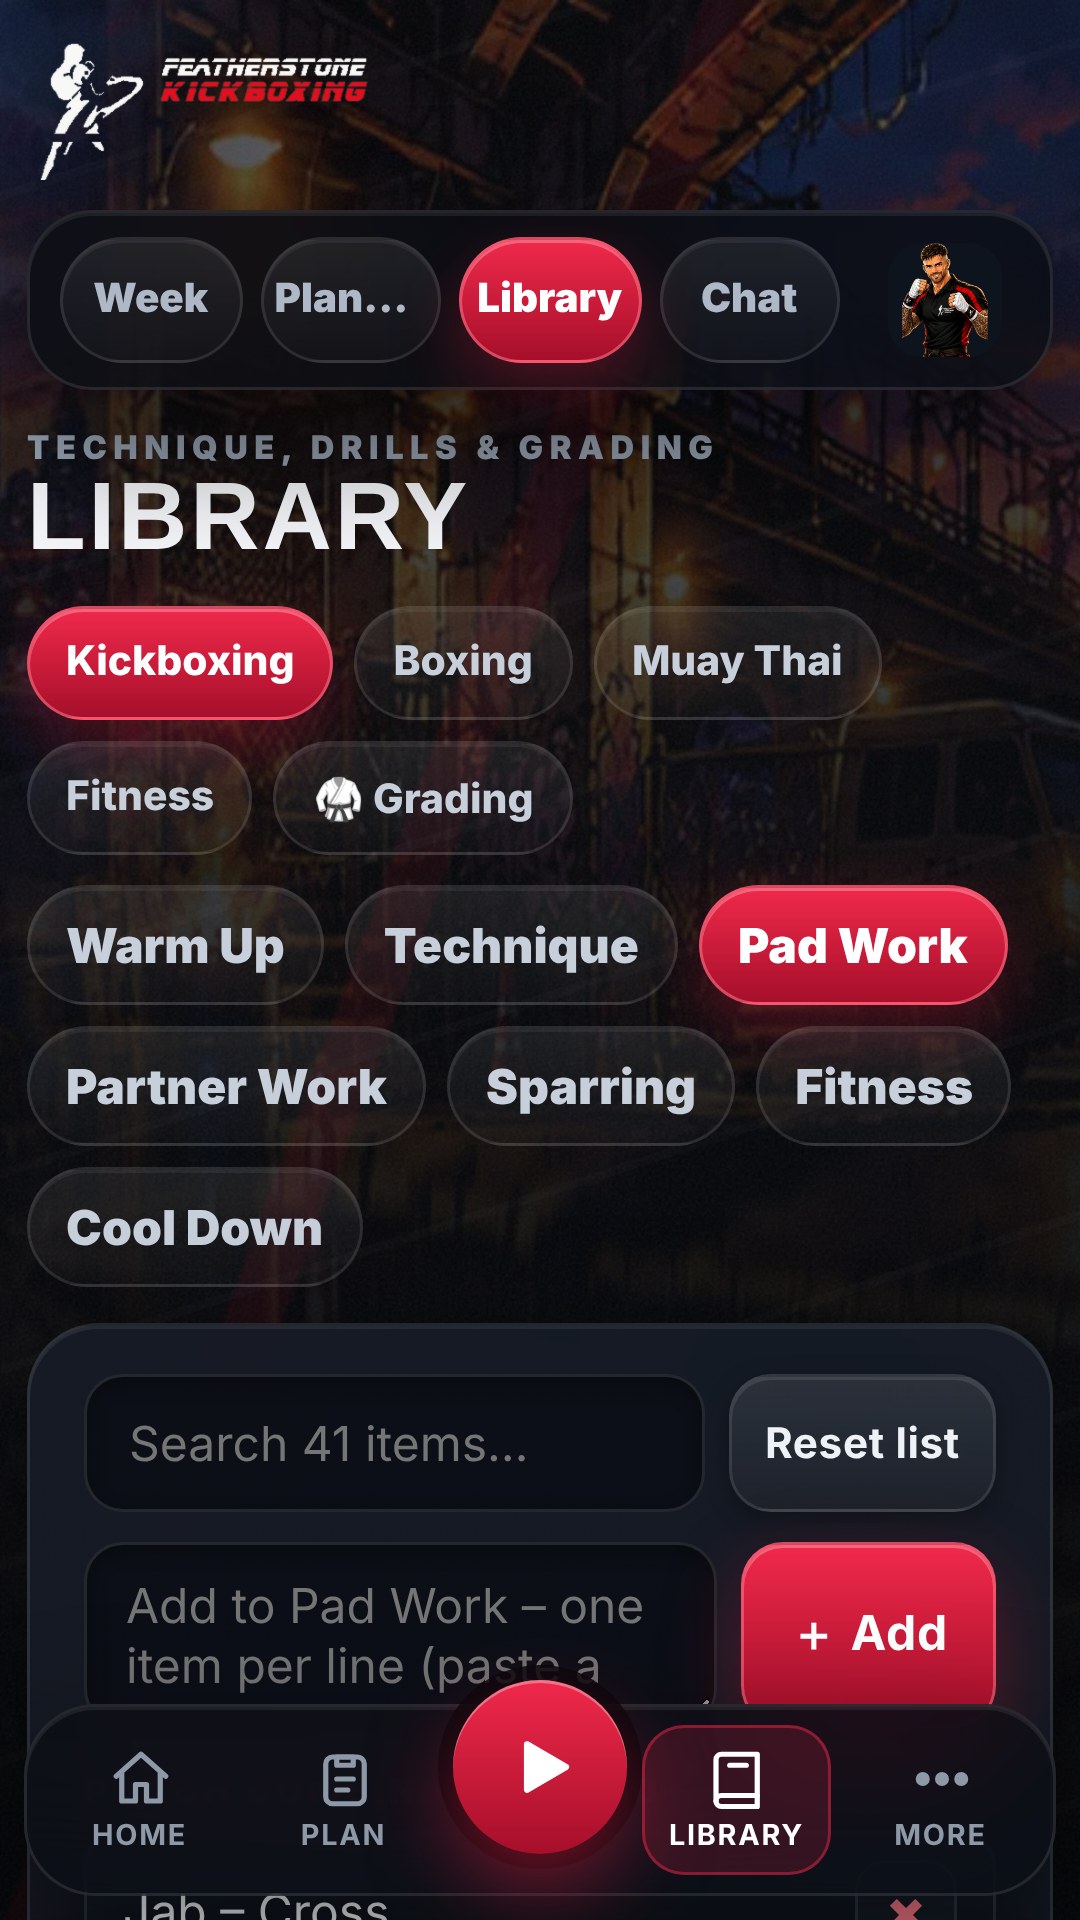 FEATHERSTONE
KICKBOXING
Week Plan... Library Chat
TECHNIQUE, DRILLS & GRADING
LIBRARY
Kickboxing Boxing Muay Thai
Fitness Grading
Warm Up Technique Pad Work
Partner Work Sparring Fitness
Cool Down
Search 41 items... Reset list
Add to Pad Work – one
item per line (paste a
+ Add
HOME PLAN LIBRARY MORE
Jab – Cross